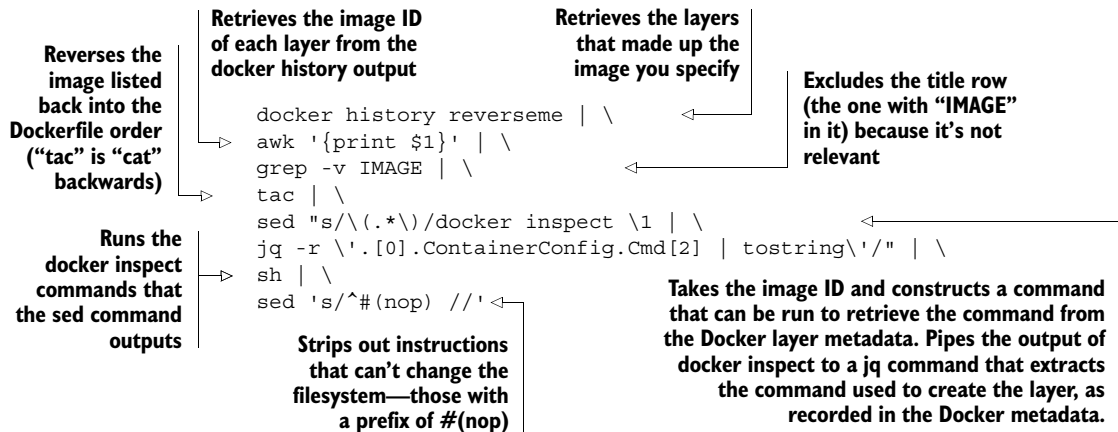 Retrieves the image ID
of each layer from the
docker history output
Retrieves the layers
that made up the
image you specify
Reverses the
image listed
back into the
Dockerfile order
(“tac” is “cat”
backwards)
Excludes the title row
(the one with “IMAGE”
in it) because it’s not
relevant
docker history reverseme | \
awk '{print $1}' | \
grep -v IMAGE | \
tac | \
sed "s/\(.*\)/docker inspect \1 | \
jq -r \'.[0].ContainerConfig.Cmd[2] | tostring\'/" | \
sh | \
sed 's/^#(nop) //'
Runs the
docker inspect
commands that
the sed command
outputs
Strips out instructions
that can’t change the
filesystem—those with
a prefix of #(nop)
Takes the image ID and constructs a command
that can be run to retrieve the command from
the Docker layer metadata. Pipes the output of
docker inspect to a jq command that extracts
the command used to create the layer, as
recorded in the Docker metadata.